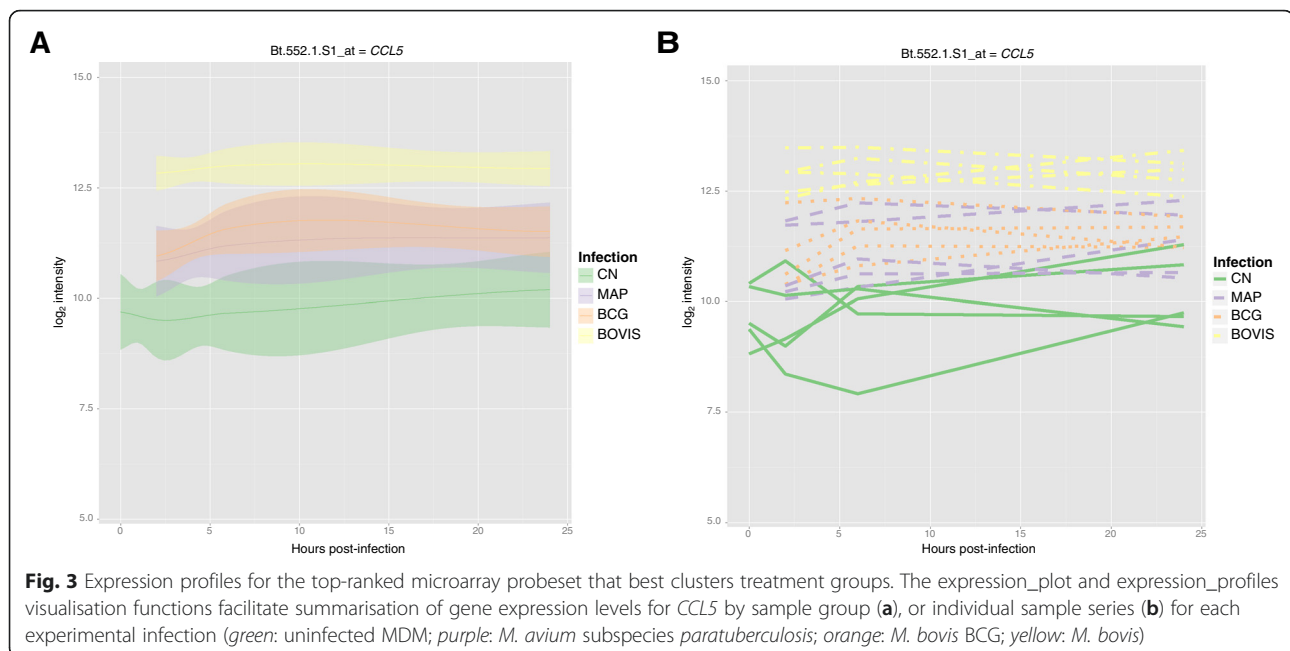 A
Bt.552.1.S1_at = CCL5
15.0
12.5
10.0
7.5
5.0
log2 intensity
0 5 10 15 20 25
Hours post-infection
Infection
CN
MAP
BCG
BOVIS
B
Bt.552.1.S1_at = CCL5
15.0
12.5
10.0
7.5
5.0
log2 intensity
0 5 10 15 20 25
Hours post-infection
Infection
CN
MAP
BCG
BOVIS
Fig. 3 Expression profiles for the top-ranked microarray probeset that best clusters treatment groups. The expression_plot and expression_profiles
visualisation functions facilitate summarisation of gene expression levels for CCL5 by sample group (a), or individual sample series (b) for each
experimental infection (green: uninfected MDM; purple: M. avium subspecies paratuberculosis; orange: M. bovis BCG; yellow: M. bovis)